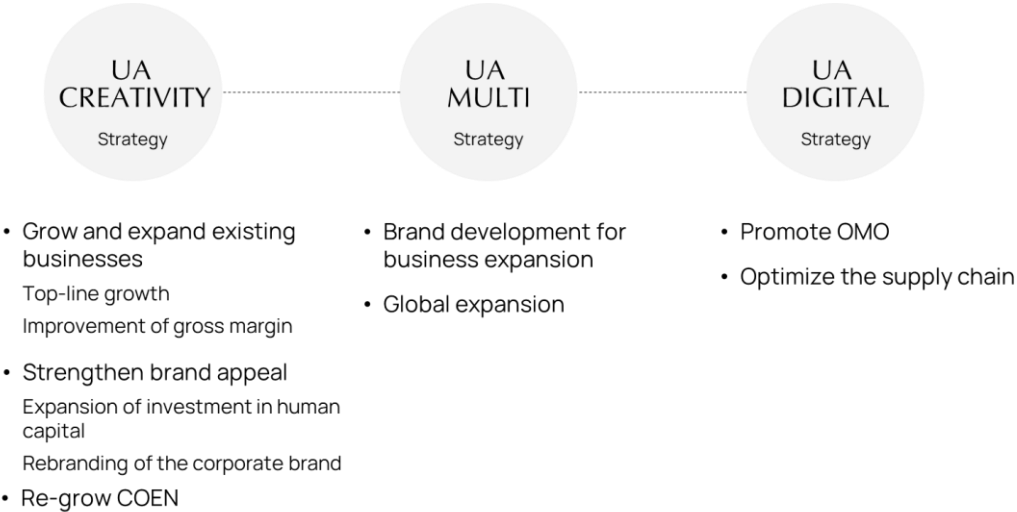 UA
CREATIVITY
Strategy
UA
MULTI
Strategy
UA
DIGITAL
Strategy
• Grow and expand existing
businesses
Top-line growth
Improvement of gross margin
• Strengthen brand appeal
Expansion of investment in human
capital
Rebranding of the corporate brand
• Re-grow COEN
• Brand development for
business expansion
• Global expansion
• Promote OMO
• Optimize the supply chain